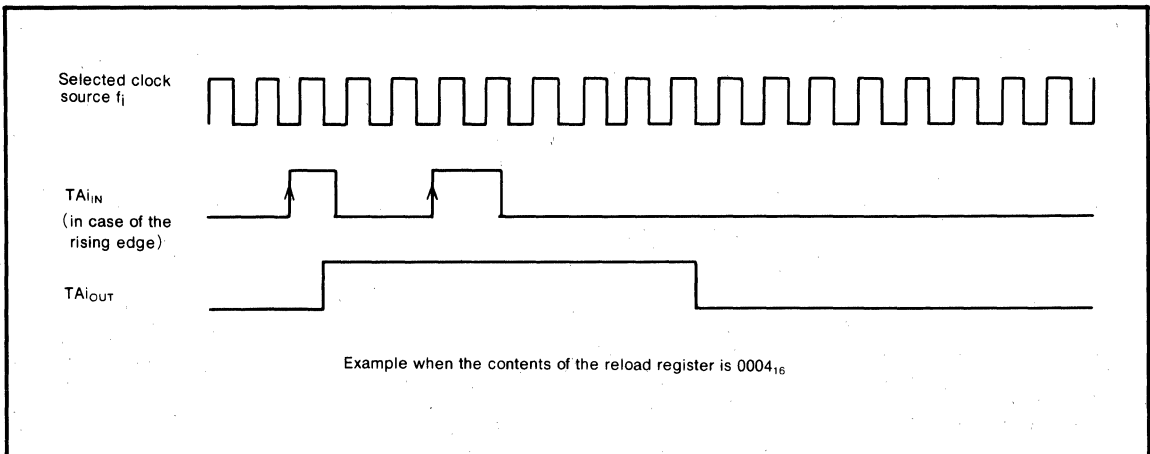 Selected clock
source fi
TAiIN
(in case of the
rising edge)
TAiOUT
Example when the contents of the reload register is 000416